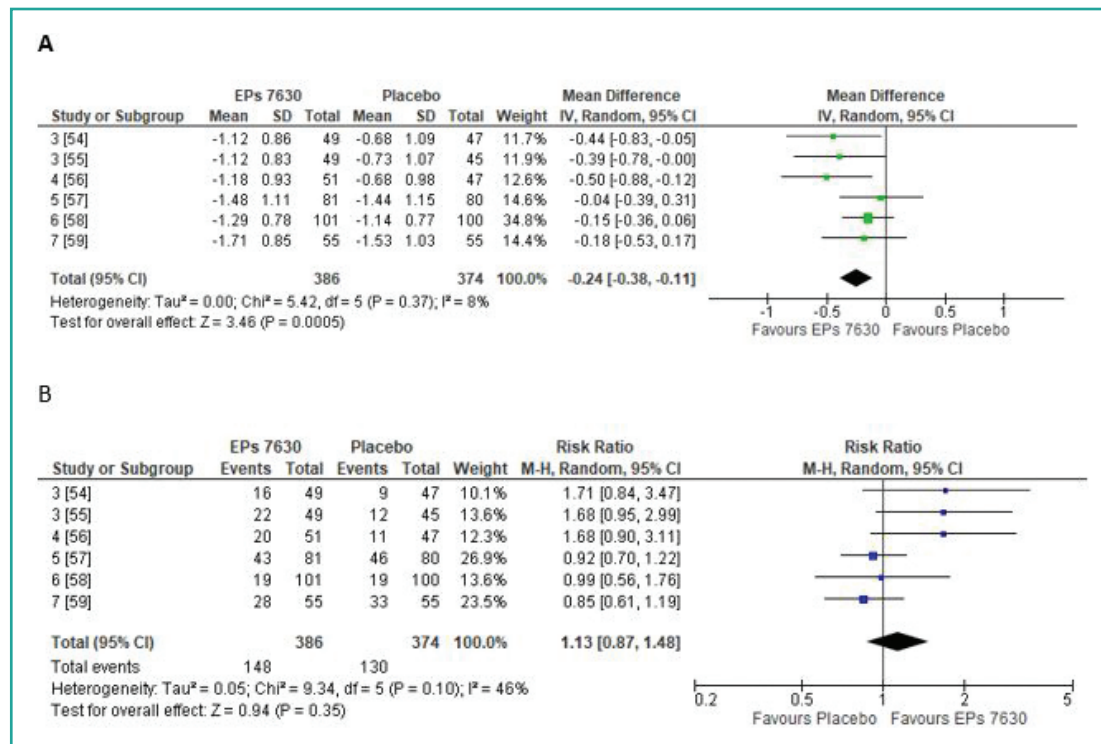 A
EPs 7630 Placebo Mean Difference Mean Difference
Study or Subgroup Mean SD Total Mean SD Total Weight IV, Random, 95% CI IV, Random, 95% CI
3 [54] -1.12 0.86 49 -0.68 1.09 47 11.7% -0.44 [-0.83, -0.05]
3 [55] -1.12 0.83 49 -0.73 1.07 45 11.9% -0.39 [-0.78, -0.00]
4 [56] -1.18 0.93 51 -0.68 0.98 47 12.6% -0.50 [-0.88, -0.12]
5 [57] -1.48 1.11 81 -1.44 1.15 80 14.6% -0.04 [-0.39, 0.31]
6 [58] -1.29 0.78 101 -1.14 0.77 100 34.8% -0.15 [-0.36, 0.06]
7 [59] -1.71 0.85 55 -1.53 1.03 55 14.4% -0.18 [-0.53, 0.17]
Total (95% CI) 386 374 100.0% -0.24 [-0.38, -0.11]
Heterogeneity: Tau² = 0.00; Chi² = 5.42, df = 5 (P = 0.37); I² = 8%
Test for overall effect: Z = 3.46 (P = 0.0005)
-1 -0.5 0 0.5 1
Favours EPs 7630 Favours Placebo
B
EPs 7630 Placebo Risk Ratio Risk Ratio
Study or Subgroup Events Total Events Total Weight M-H, Random, 95% CI M-H, Random, 95% CI
3 [54] 16 49 9 47 10.1% 1.71 [0.84, 3.47]
3 [55] 22 49 12 45 13.6% 1.68 [0.95, 2.99]
4 [56] 20 51 11 47 12.3% 1.68 [0.90, 3.11]
5 [57] 43 81 46 80 26.9% 0.92 [0.70, 1.22]
6 [58] 19 101 19 100 13.6% 0.99 [0.56, 1.76]
7 [59] 28 55 33 55 23.5% 0.85 [0.61, 1.19]
Total (95% CI) 386 374 100.0% 1.13 [0.87, 1.48]
Total events 148 130
Heterogeneity: Tau² = 0.05; Chi² = 9.34, df = 5 (P = 0.10); I² = 46%
Test for overall effect: Z = 0.94 (P = 0.35)
0.2 0.5 1 2 5
Favours Placebo Favours EPs 7630